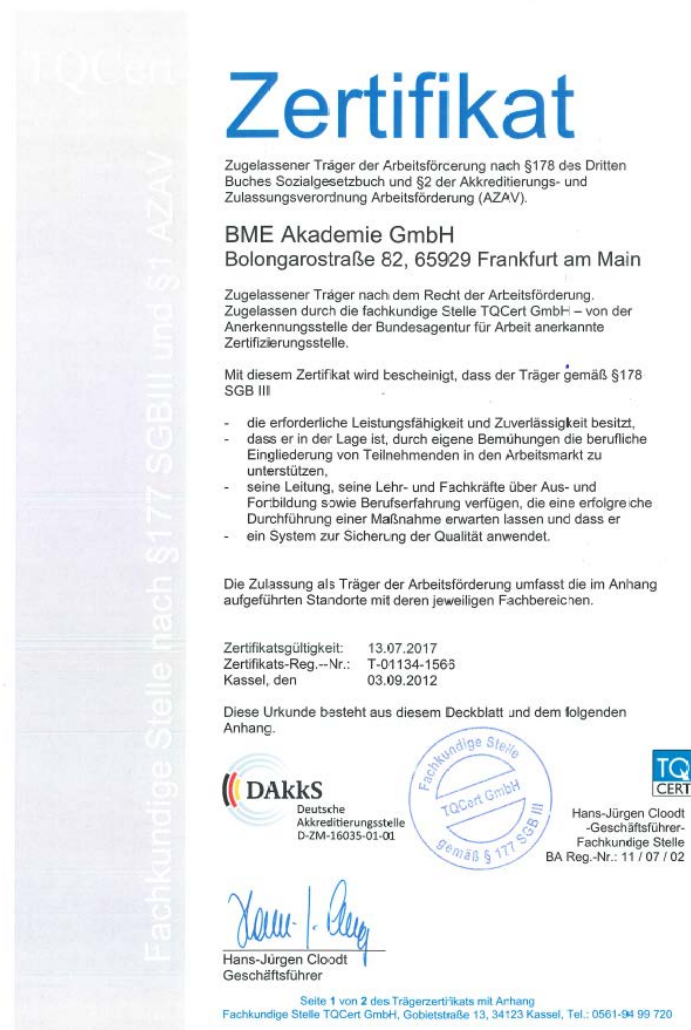 TQCert
Fachkundige Stelle nach §177 SGBIII und §1 AZAV
Zertifikat
Zugelassener Träger der Arbeitsförcerung nach §178 des Dritten
Buches Sozialgesetzbuch und §2 der Akkreditierungs- und
Zulassungsverordnung Arbeitsförderung (AZAV).
BME Akademie GmbH
Bolongarostraße 82, 65929 Frankfurt am Main
Zugelassener Träger nach dem Recht der Arbeitsförderung.
Zugelassen durch die fachkundige Stelle TQCert GmbH – von der
Anerkennungsstelle der Bundesagentur für Arbeit anerkannte
Zertifizierungsstelle.
Mit diesem Zertifikat wird bescheinigt, dass der Träger gemäß §178
SGB III
- die erforderliche Leistungsfähigkeit und Zuverlässigkeit besitzt,
- dass er in der Lage ist, durch eigene Bemühungen die berufliche
Eingliederung von Teilnehmenden in den Arbeitsmarkt zu
unterstützen,
- seine Leitung, seine Lehr- und Fachkräfte über Aus- und
Fortbildung sowie Berufserfahrung verfügen, die eine erfolgreiche
Durchführung einer Maßnahme erwarten lassen und dass er
- ein System zur Sicherung der Qualität anwendet.
Die Zulassung als Träger der Arbeitsförderung umfasst die im Anhang
aufgeführten Standorte mit deren jeweiligen Fachbereichen.
Zertifikatsgültigkeit: 13.07.2017
Zertifikats-Reg.--Nr.: T-01134-1566
Kassel, den 03.09.2012
Diese Urkunde besteht aus diesem Deckblatt und dem folgenden
Anhang.
DAkkS
Deutsche
Akkreditierungsstelle
D-ZM-16035-01-01
Fachkundige Stelle
TQCert GmbH
gemäß § 177 SGB III
TQ
CERT
Hans-Jürgen Cloodt
-Geschäftsführer-
Fachkundige Stelle
BA Reg.-Nr.: 11 / 07 / 02
Hans-Jürgen Cloodt
Geschäftsführer
Seite 1 von 2 des Trägerzertifikats mit Anhang
Fachkundige Stelle TQCert GmbH, Gobietstraße 13, 34123 Kassel, Tel.: 0561-94 99 720